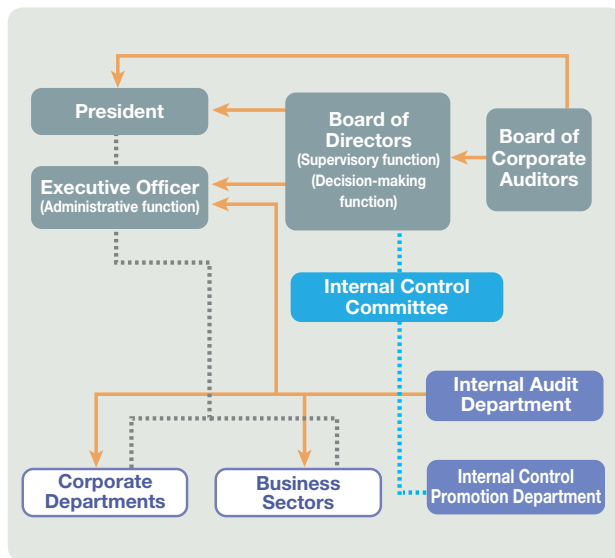 President
Board of
Directors
(Supervisory function)
(Decision-making
function)
Board of
Corporate
Auditors
Executive Officer
(Administrative function)
Internal Control
Committee
Internal Audit
Department
Corporate
Departments
Business
Sectors
Internal Control
Promotion Department